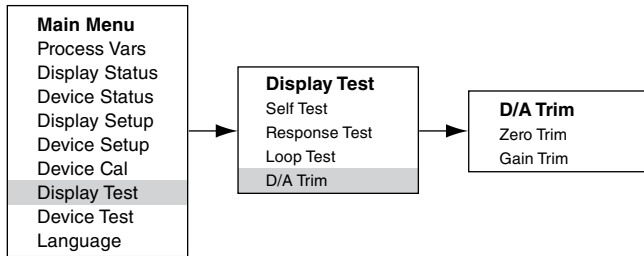 Main Menu
Process Vars
Display Status
Device Status
Display Setup
Device Setup
Device Cal
Display Test
Device Test
Language
Display Test
Self Test
Response Test
Loop Test
D/A Trim
D/A Trim
Zero Trim
Gain Trim